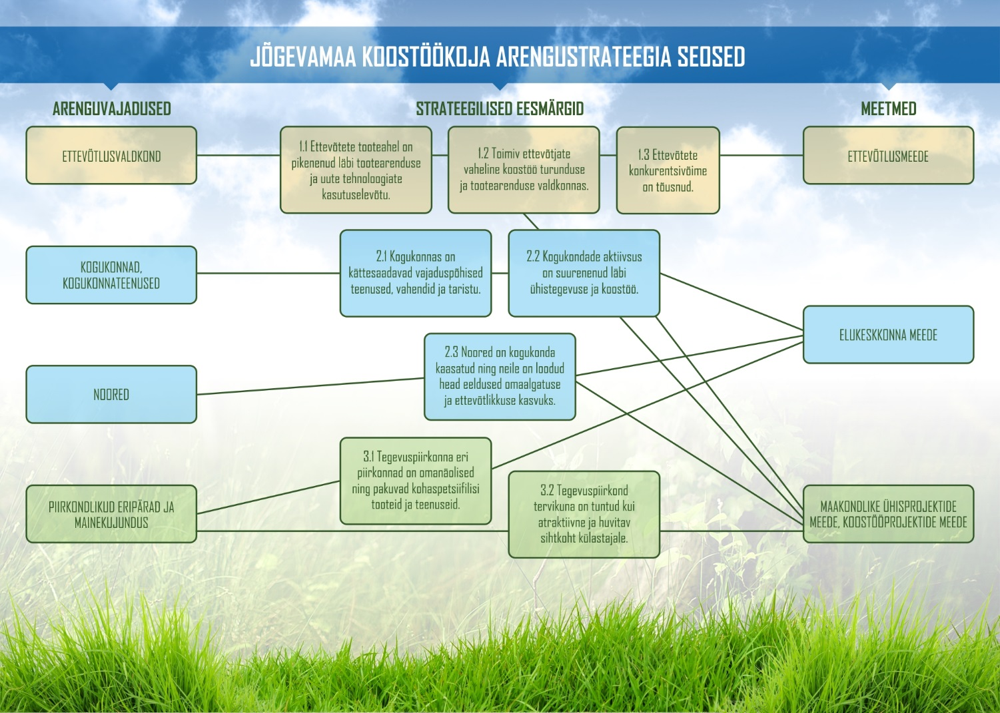 JÕGEVAMAA KOOSTÖÖKOJA ARENGUSTRATEEGIA SEOSED
ARENGUVAJADUSED
STRATEEGILISED EESMÄRGID
MEETMED
ETTEVÕTLUSVALDKOND
1.1 Ettevõtete tooteahel on
pikenenud läbi tootearenduse
ja uute tehnoloogiate
kasutuselevõtu.
1.2 Toimiv ettevõtjate
vaheline koostöö turunduse
ja tootearenduse valdkonnas.
1.3 Ettevõtete
konkurentsivõime
on tõusnud.
ETTEVÕTLUSMEEDE
KOGUKONNAD,
KOGUKONNATEENUSED
2.1 Kogukonnas on
kättesaadavad vajaduspõhised
teenused, vahendid ja taristu.
2.2 Kogukondade aktiivsus
on suurenenud läbi
ühistegevuse ja koostöö.
ELUKESKKONNA MEEDE
NOORED
2.3 Noored on kogukonda
kaasatud ning neile on loodud
head eeldused omaalgatuse
ja ettevõtlikkuse kasvuks.
PIIRKONDLIKUD ERIPÄRAD JA
MAINEKUJUNDUS
3.1 Tegevuspiirkonna eri
piirkonnad on omanäolised
ning pakuvad kohaspetsiifilisi
tooteid ja teenuseid.
3.2 Tegevuspiirkond
tervikuna on tuntud kui
atraktiivne ja huvitav
sihtkoht külastajale.
MAAKONDLIKE ÜHISPROJEKTIDE
MEEDE, KOOSTÖÖPROJEKTIDE MEEDE